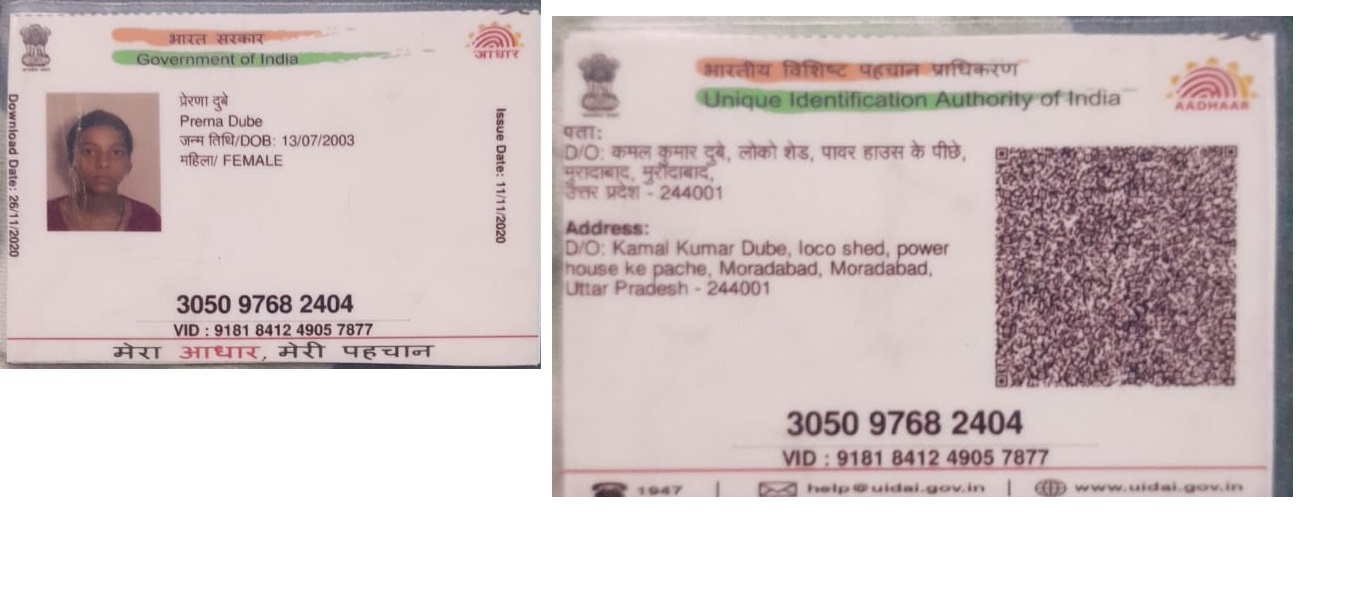 भारत सरकार
Government of India
आधार
Download Date: 26/11/2020
प्रेरणा दुबे
Prema Dube
जन्म तिथि/DOB: 13/07/2003
महिला/ FEMALE
Issue Date: 11/11/2020
3050 9768 2404
VID : 9181 8412 4905 7877
मेरा आधार, मेरी पहचान
भारतीय विशिष्ट पहचान प्राधिकरण
Unique Identification Authority of India
AADHAAR
पता:
D/O: कमल कुमार दुबे, लोको शेड, पावर हाउस के पीछे,
मुरादाबाद, मुरादाबाद,
उत्तर प्रदेश - 244001
Address:
D/O: Kamal Kumar Dube, loco shed, power
house ke pache, Moradabad, Moradabad,
Uttar Pradesh - 244001
3050 9768 2404
VID : 9181 8412 4905 7877
1947 | help@uidai.gov.in | www.uidai.gov.in